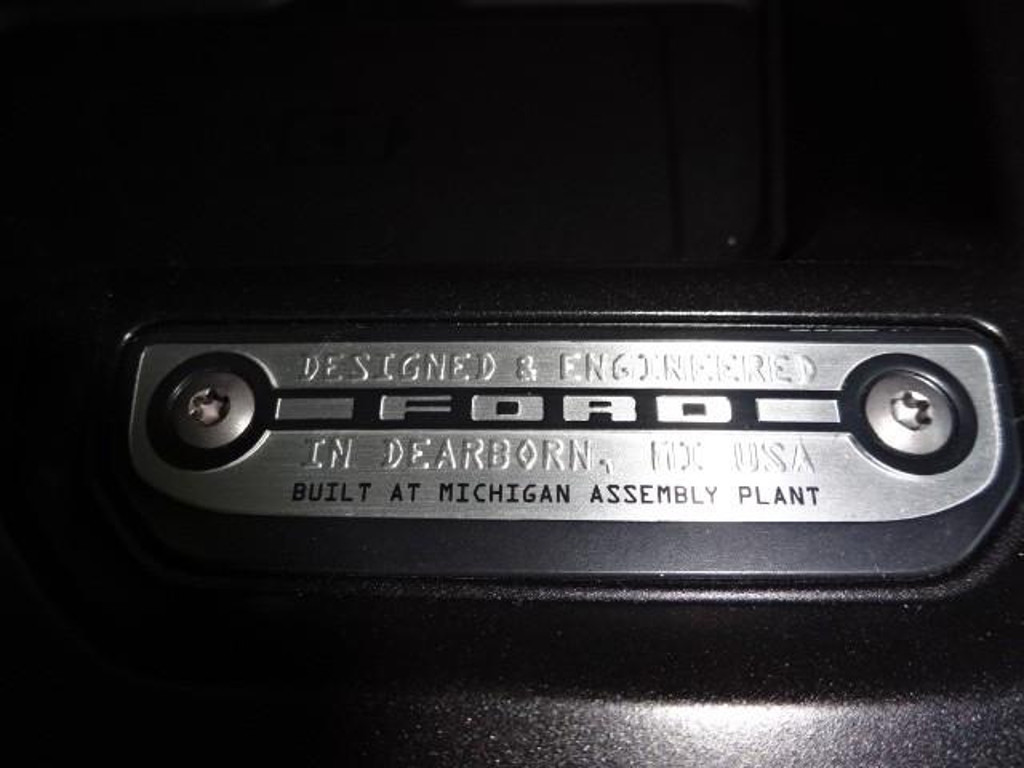 DESIGNED & ENGINEERED
FORD
IN DEARBORN, MI USA
BUILT AT MICHIGAN ASSEMBLY PLANT